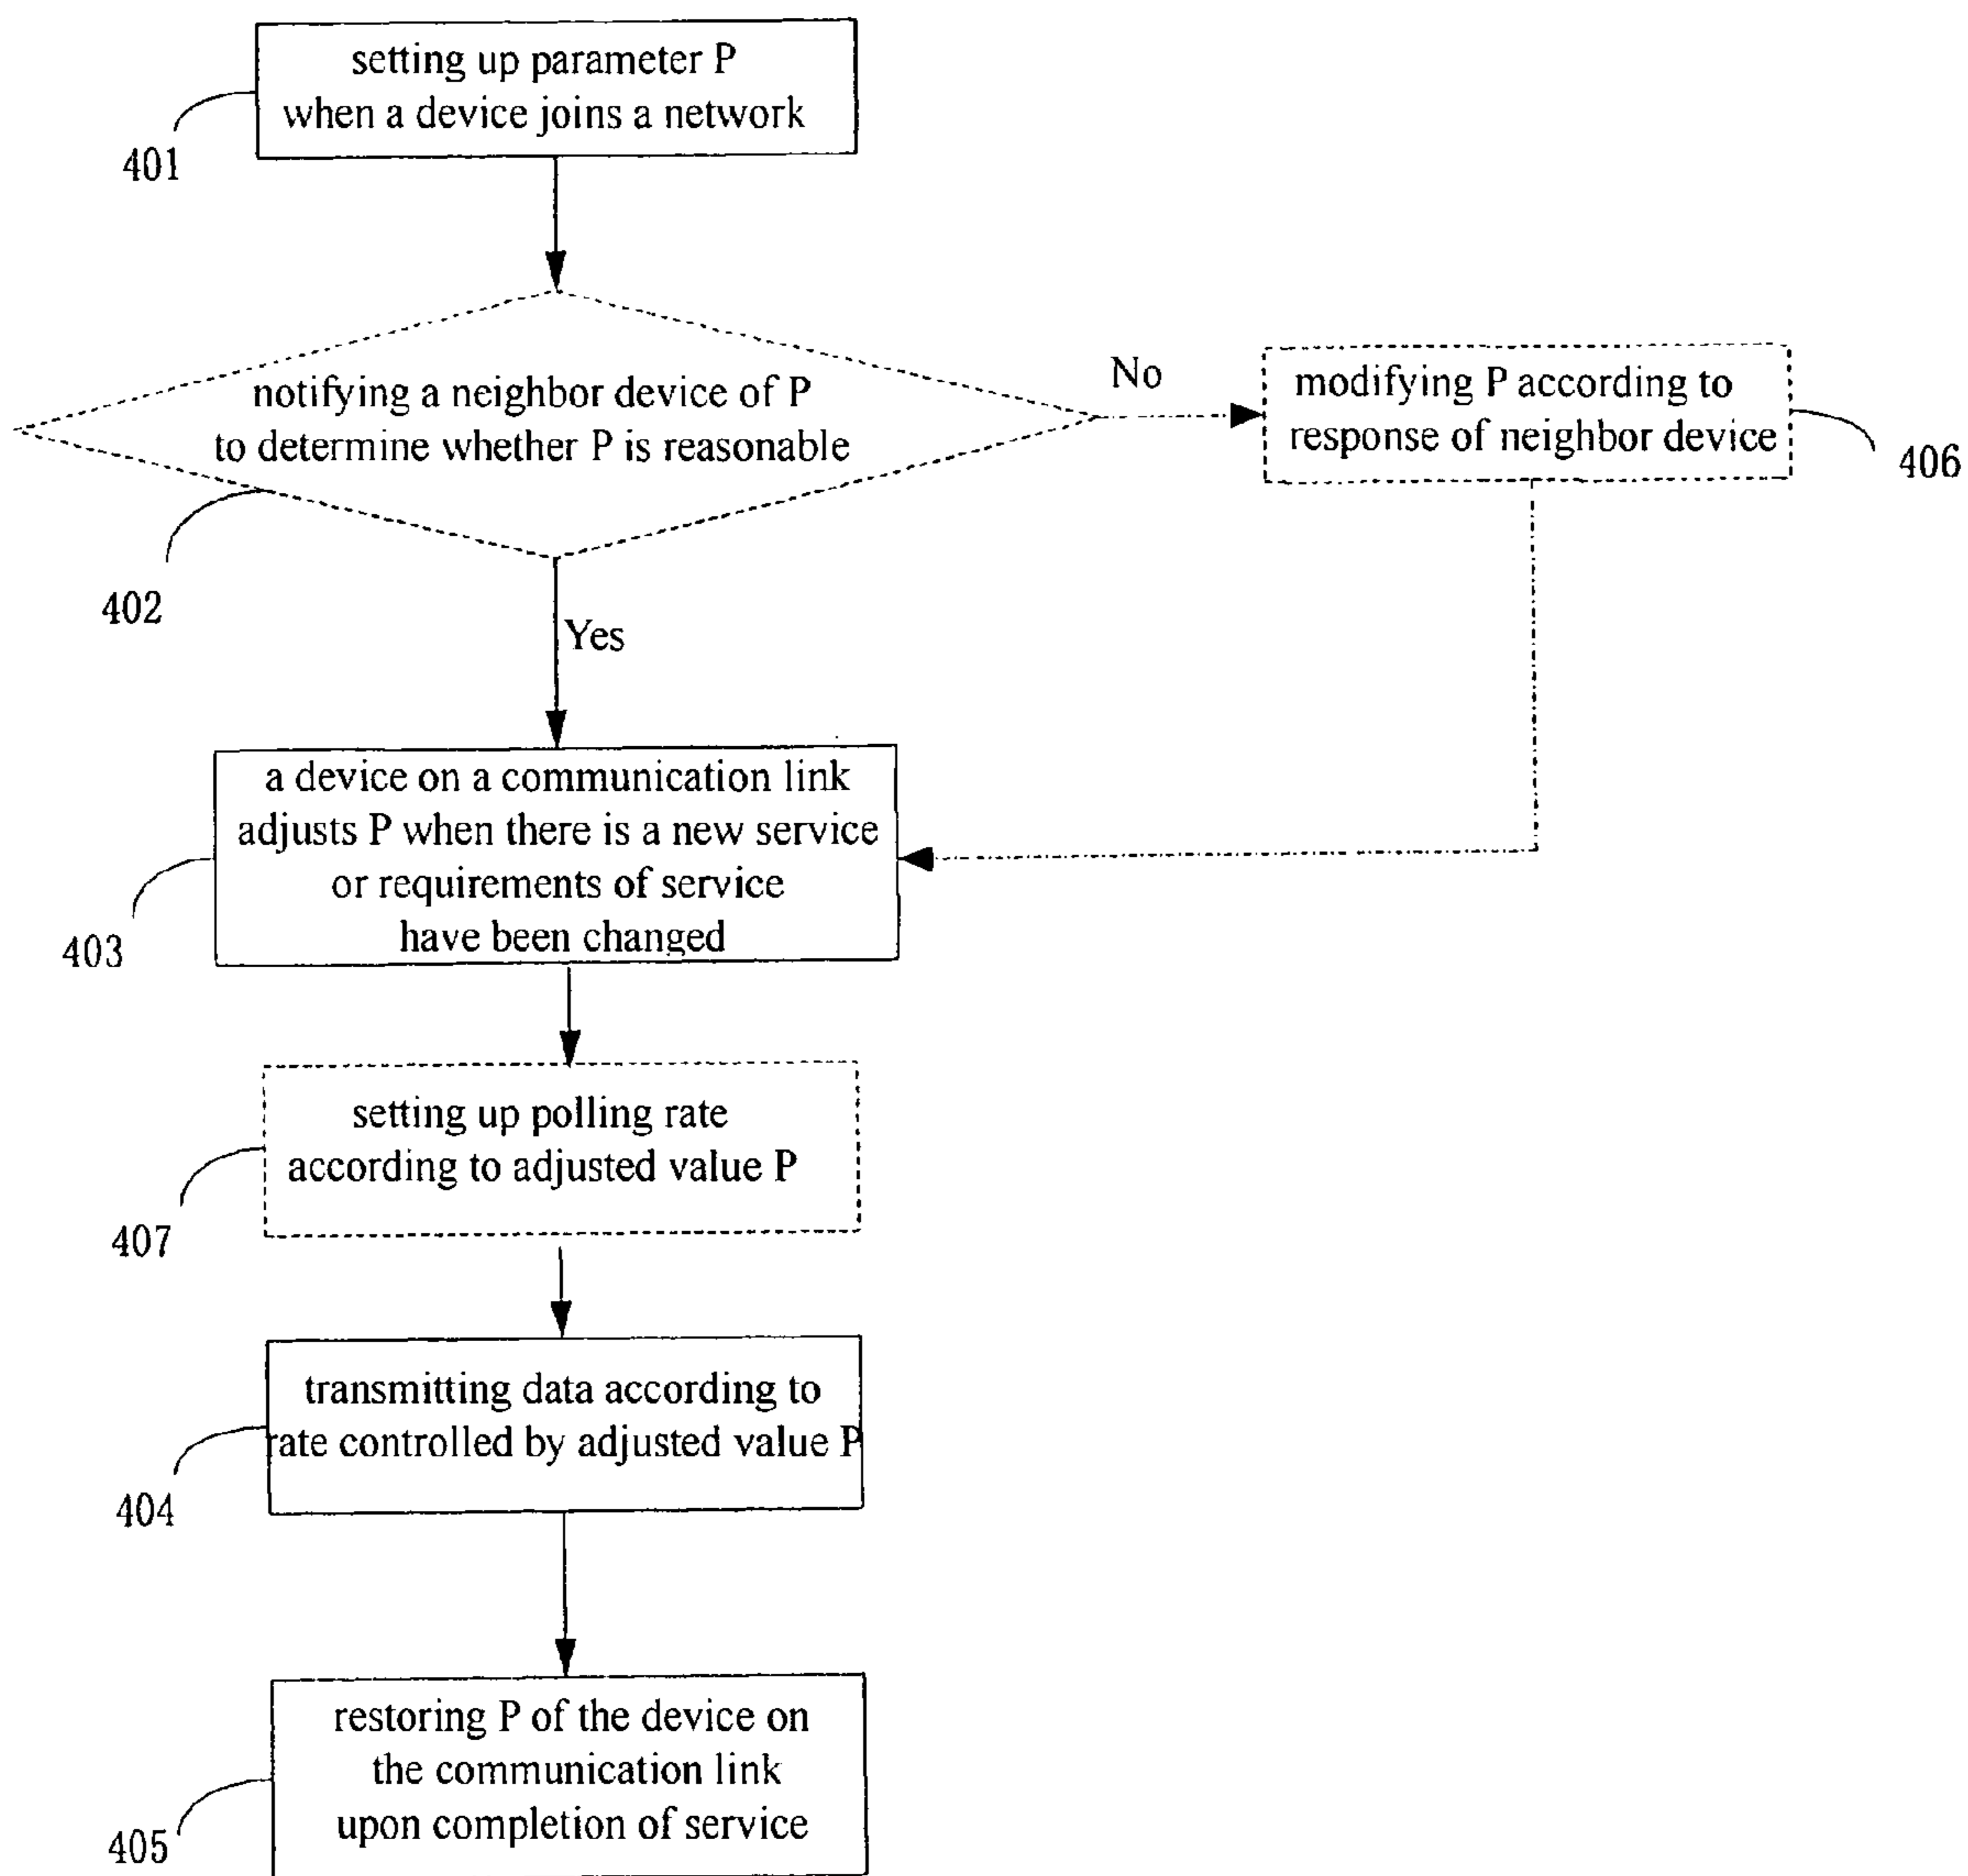 setting up parameter P
when a device joins a network
401
notifying a neighbor device of P
to determine whether P is reasonable
402
No
modifying P according to
response of neighbor device
406
Yes
a device on a communication link
adjusts P when there is a new service
or requirements of service
have been changed
403
setting up polling rate
according to adjusted value P
407
transmitting data according to
rate controlled by adjusted value P
404
restoring P of the device on
the communication link
upon completion of service
405